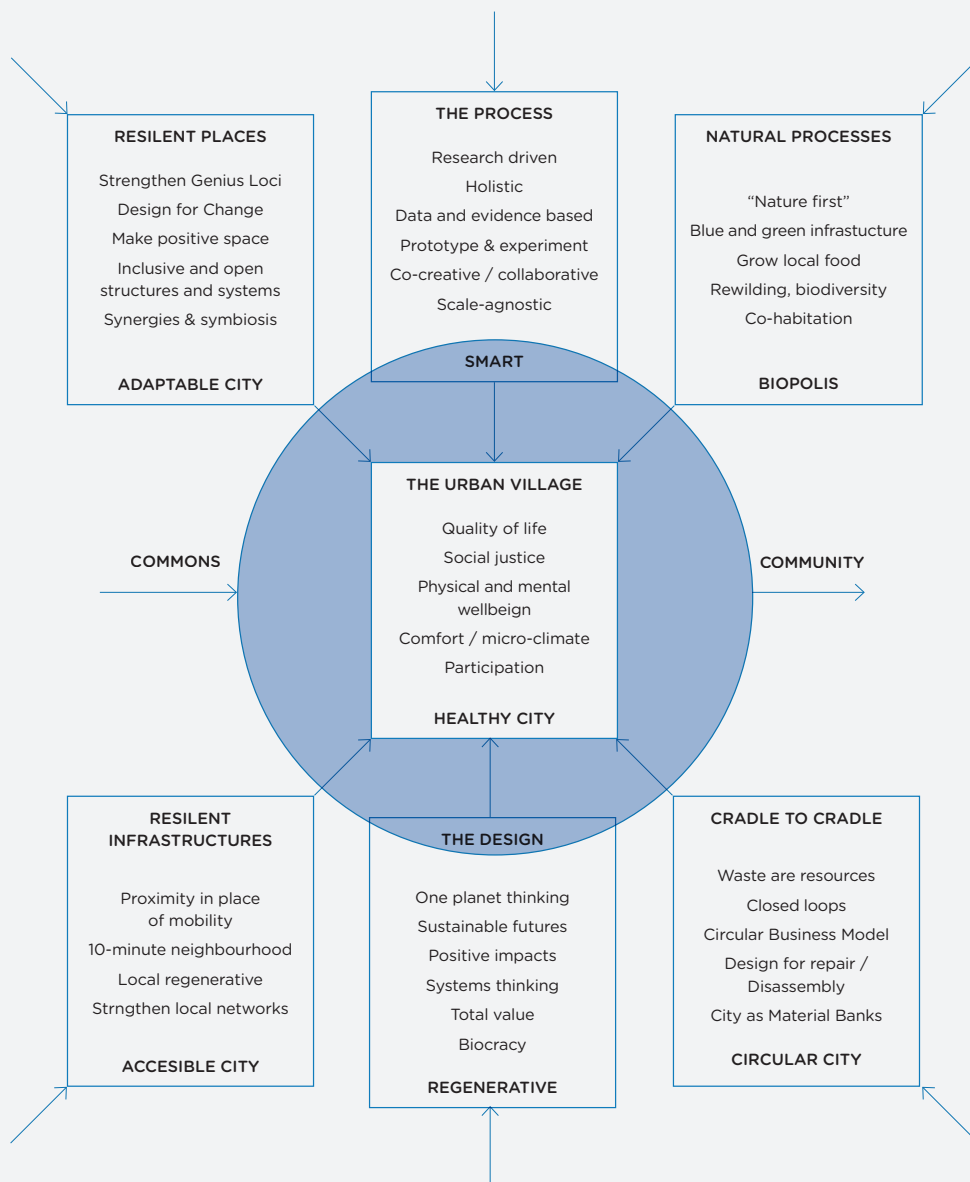 RESILENT PLACES
Strengthen Genius Loci
Design for Change
Make positive space
Inclusive and open
structures and systems
Synergies & symbiosis
ADAPTABLE CITY
THE PROCESS
Research driven
Holistic
Data and evidence based
Prototype & experiment
Co-creative / collaborative
Scale-agnostic
SMART
NATURAL PROCESSES
“Nature first”
Blue and green infrastucture
Grow local food
Rewilding, biodiversity
Co-habitation
BIOPOLIS
COMMONS
THE URBAN VILLAGE
Quality of life
Social justice
Physical and mental
wellbeign
Comfort / micro-climate
Participation
HEALTHY CITY
COMMUNITY
RESILENT
INFRASTRUCTURES
Proximity in place
of mobility
10-minute neighbourhood
Local regenerative
Strngthen local networks
ACCESIBLE CITY
THE DESIGN
One planet thinking
Sustainable futures
Positive impacts
Systems thinking
Total value
Biocracy
REGENERATIVE
CRADLE TO CRADLE
Waste are resources
Closed loops
Circular Business Model
Design for repair /
Disassembly
City as Material Banks
CIRCULAR CITY